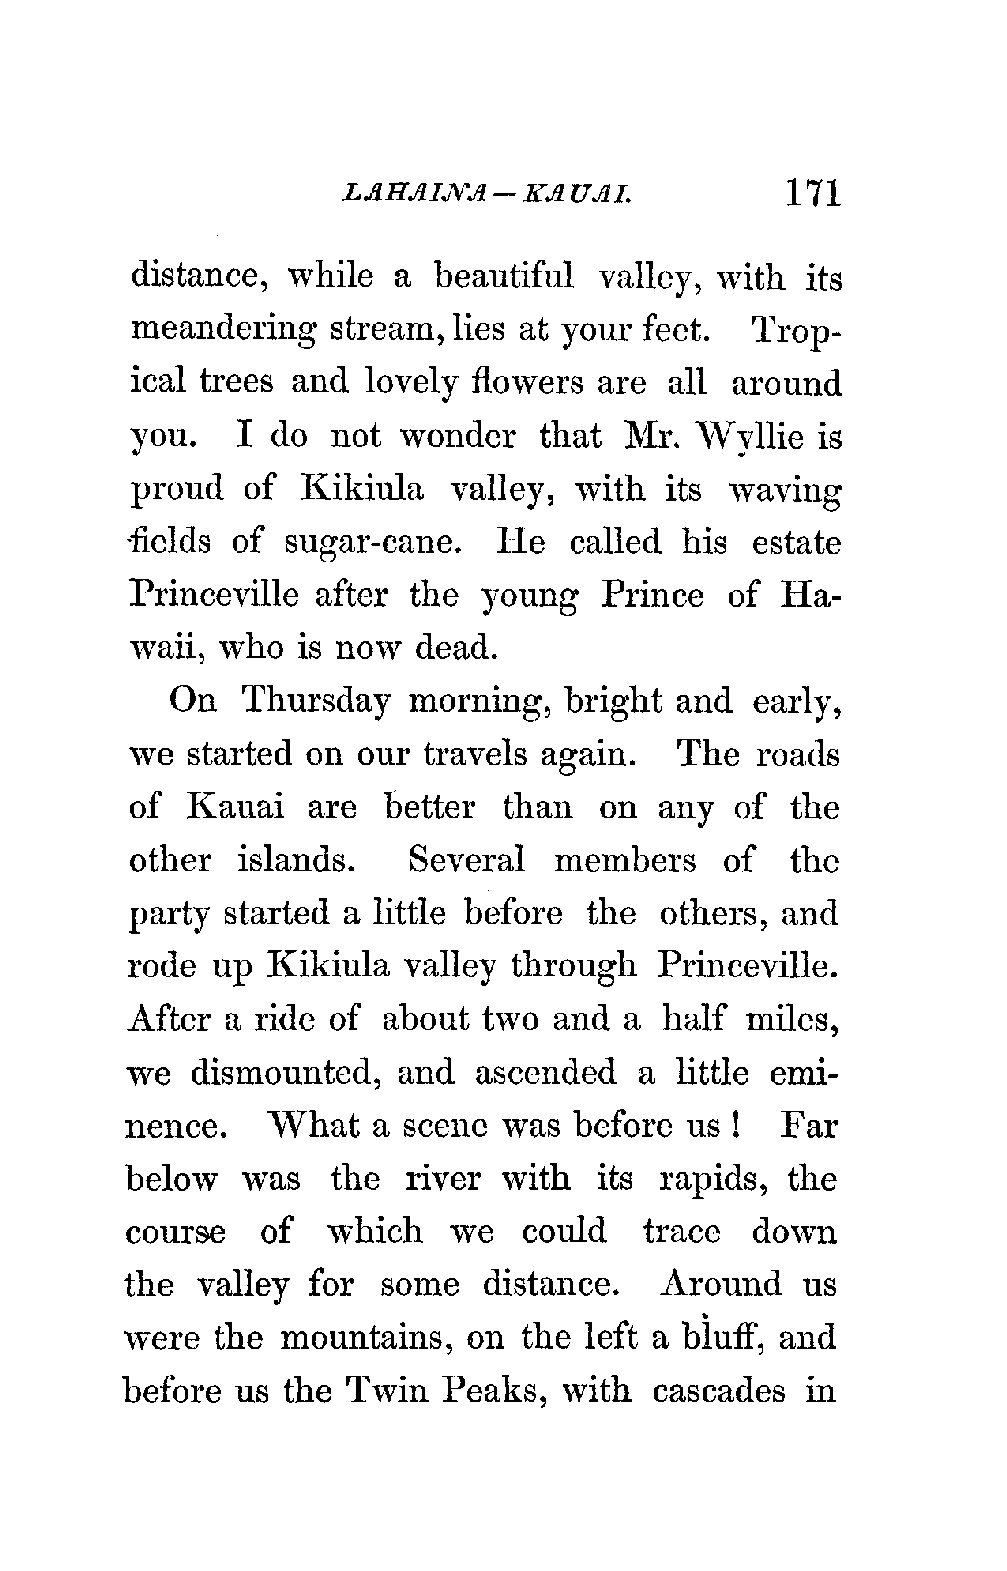 LAHAINA — KAUAI. 171
distance, while a beautiful valley, with its
meandering stream, lies at your feet. Trop-
ical trees and lovely flowers are all around
you. I do not wonder that Mr. Wyllie is
proud of Kikiula valley, with its waving
fields of sugar-cane. He called his estate
Princeville after the young Prince of Ha-
waii, who is now dead.
On Thursday morning, bright and early,
we started on our travels again. The roads
of Kauai are better than on any of the
other islands. Several members of the
party started a little before the others, and
rode up Kikiula valley through Princeville.
After a ride of about two and a half miles,
we dismounted, and ascended a little emi-
nence. What a scene was before us! Far
below was the river with its rapids, the
course of which we could trace down
the valley for some distance. Around us
were the mountains, on the left a bluff, and
before us the Twin Peaks, with cascades in